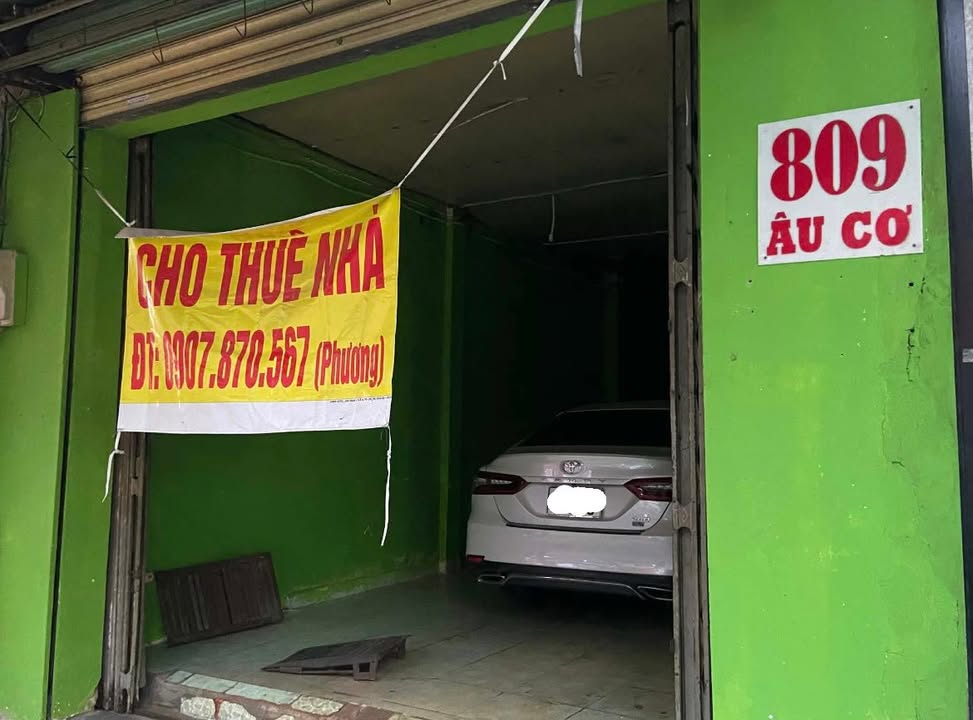 CHO THUÊ NHÀ
ĐT: 0907.870.567 (Phương)
809
ÂU CƠ